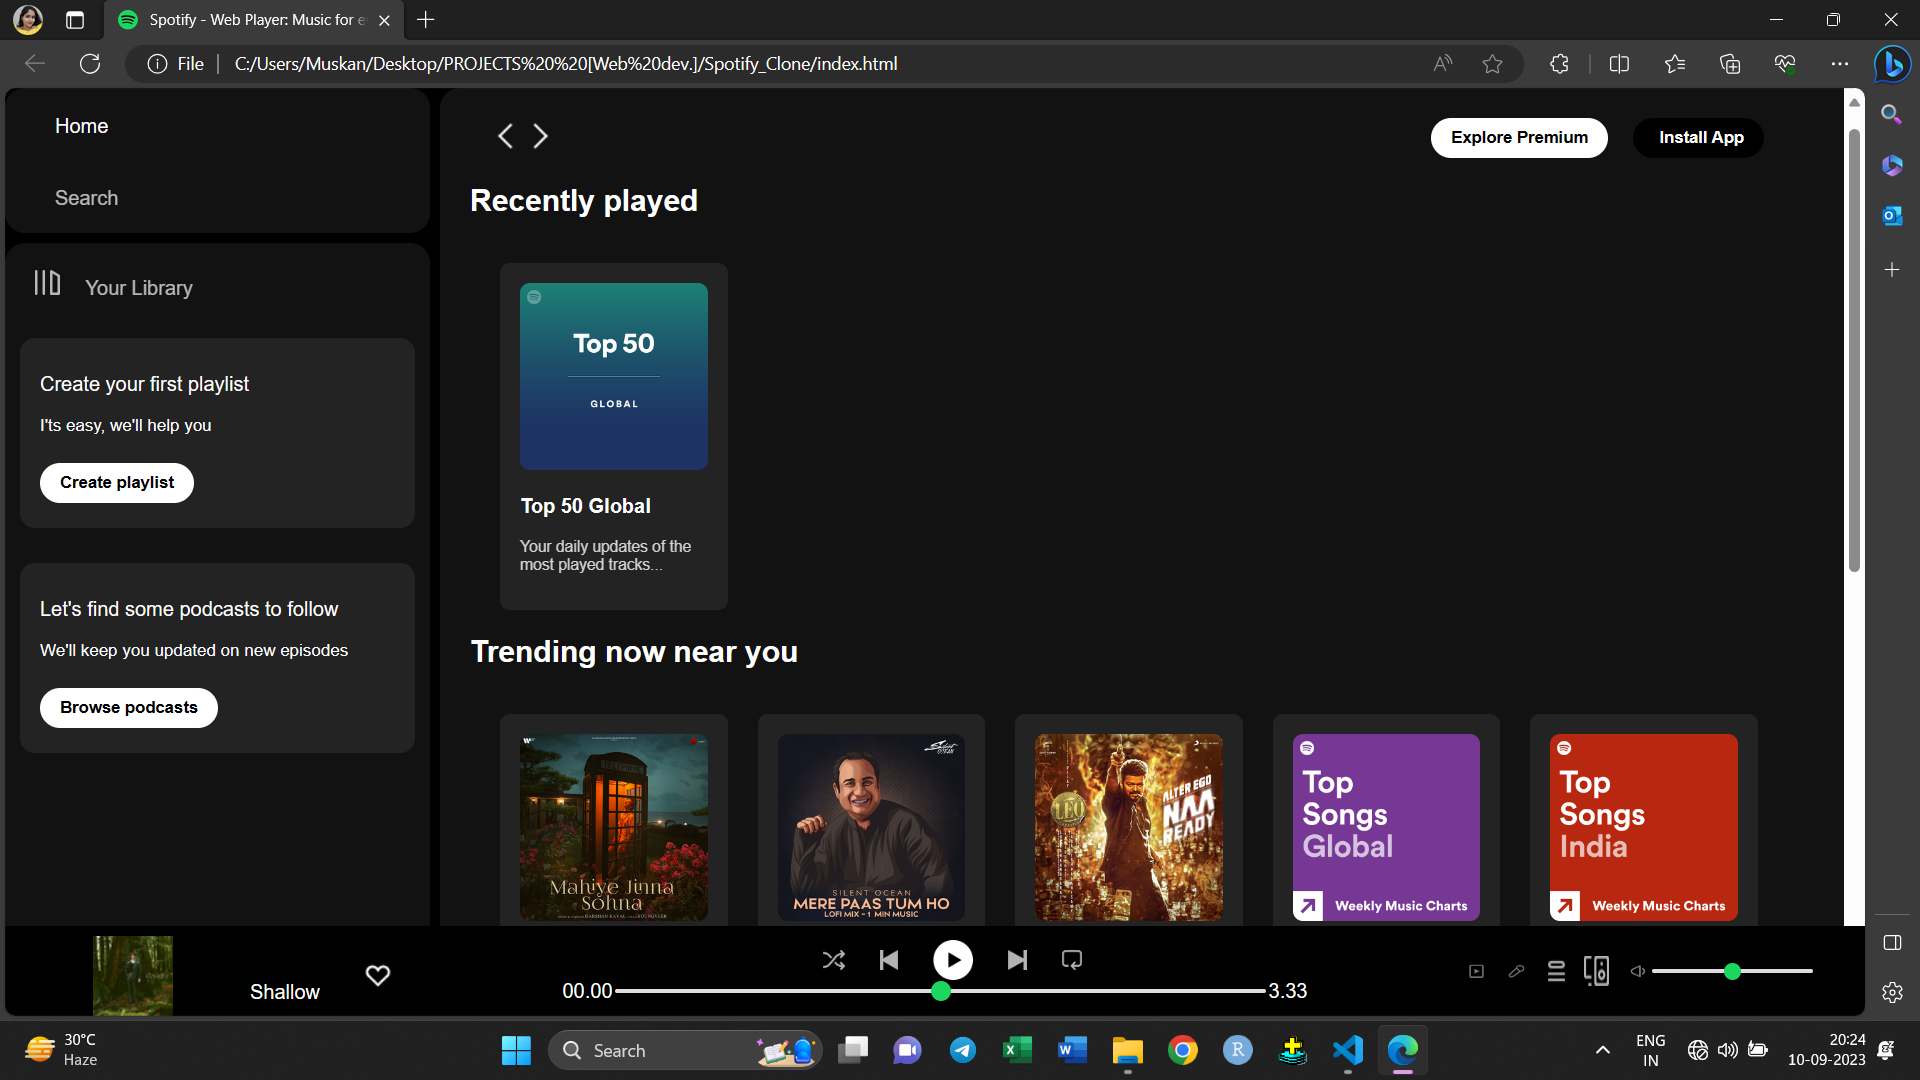 Spotify - Web Player: Music for e
File
C:/Users/Muskan/Desktop/PROJECTS%20%20[Web%20dev.]/Spotify_Clone/index.html
Home
Search
Your Library
Create your first playlist
I'ts easy, we'll help you
Create playlist
Let's find some podcasts to follow
We'll keep you updated on new episodes
Browse podcasts
Explore Premium
Install App
Recently played
Top 50
GLOBAL
Top 50 Global
Your daily updates of the
most played tracks...
Trending now near you
TELEPHONE
Mahiye Jinna
Sohna
DARSHAN RAVAL
SILENT OCEAN
MERE PAAS TUM HO
LOFI MIX - 1 MIN MUSIC
LEO
ALTER EGO
NAA
READY
Top
Songs
Global
Weekly Music Charts
Top
Songs
India
Weekly Music Charts
Shallow
00.00
3.33
30°C
Haze
Search
ENG
IN
20:24
10-09-2023